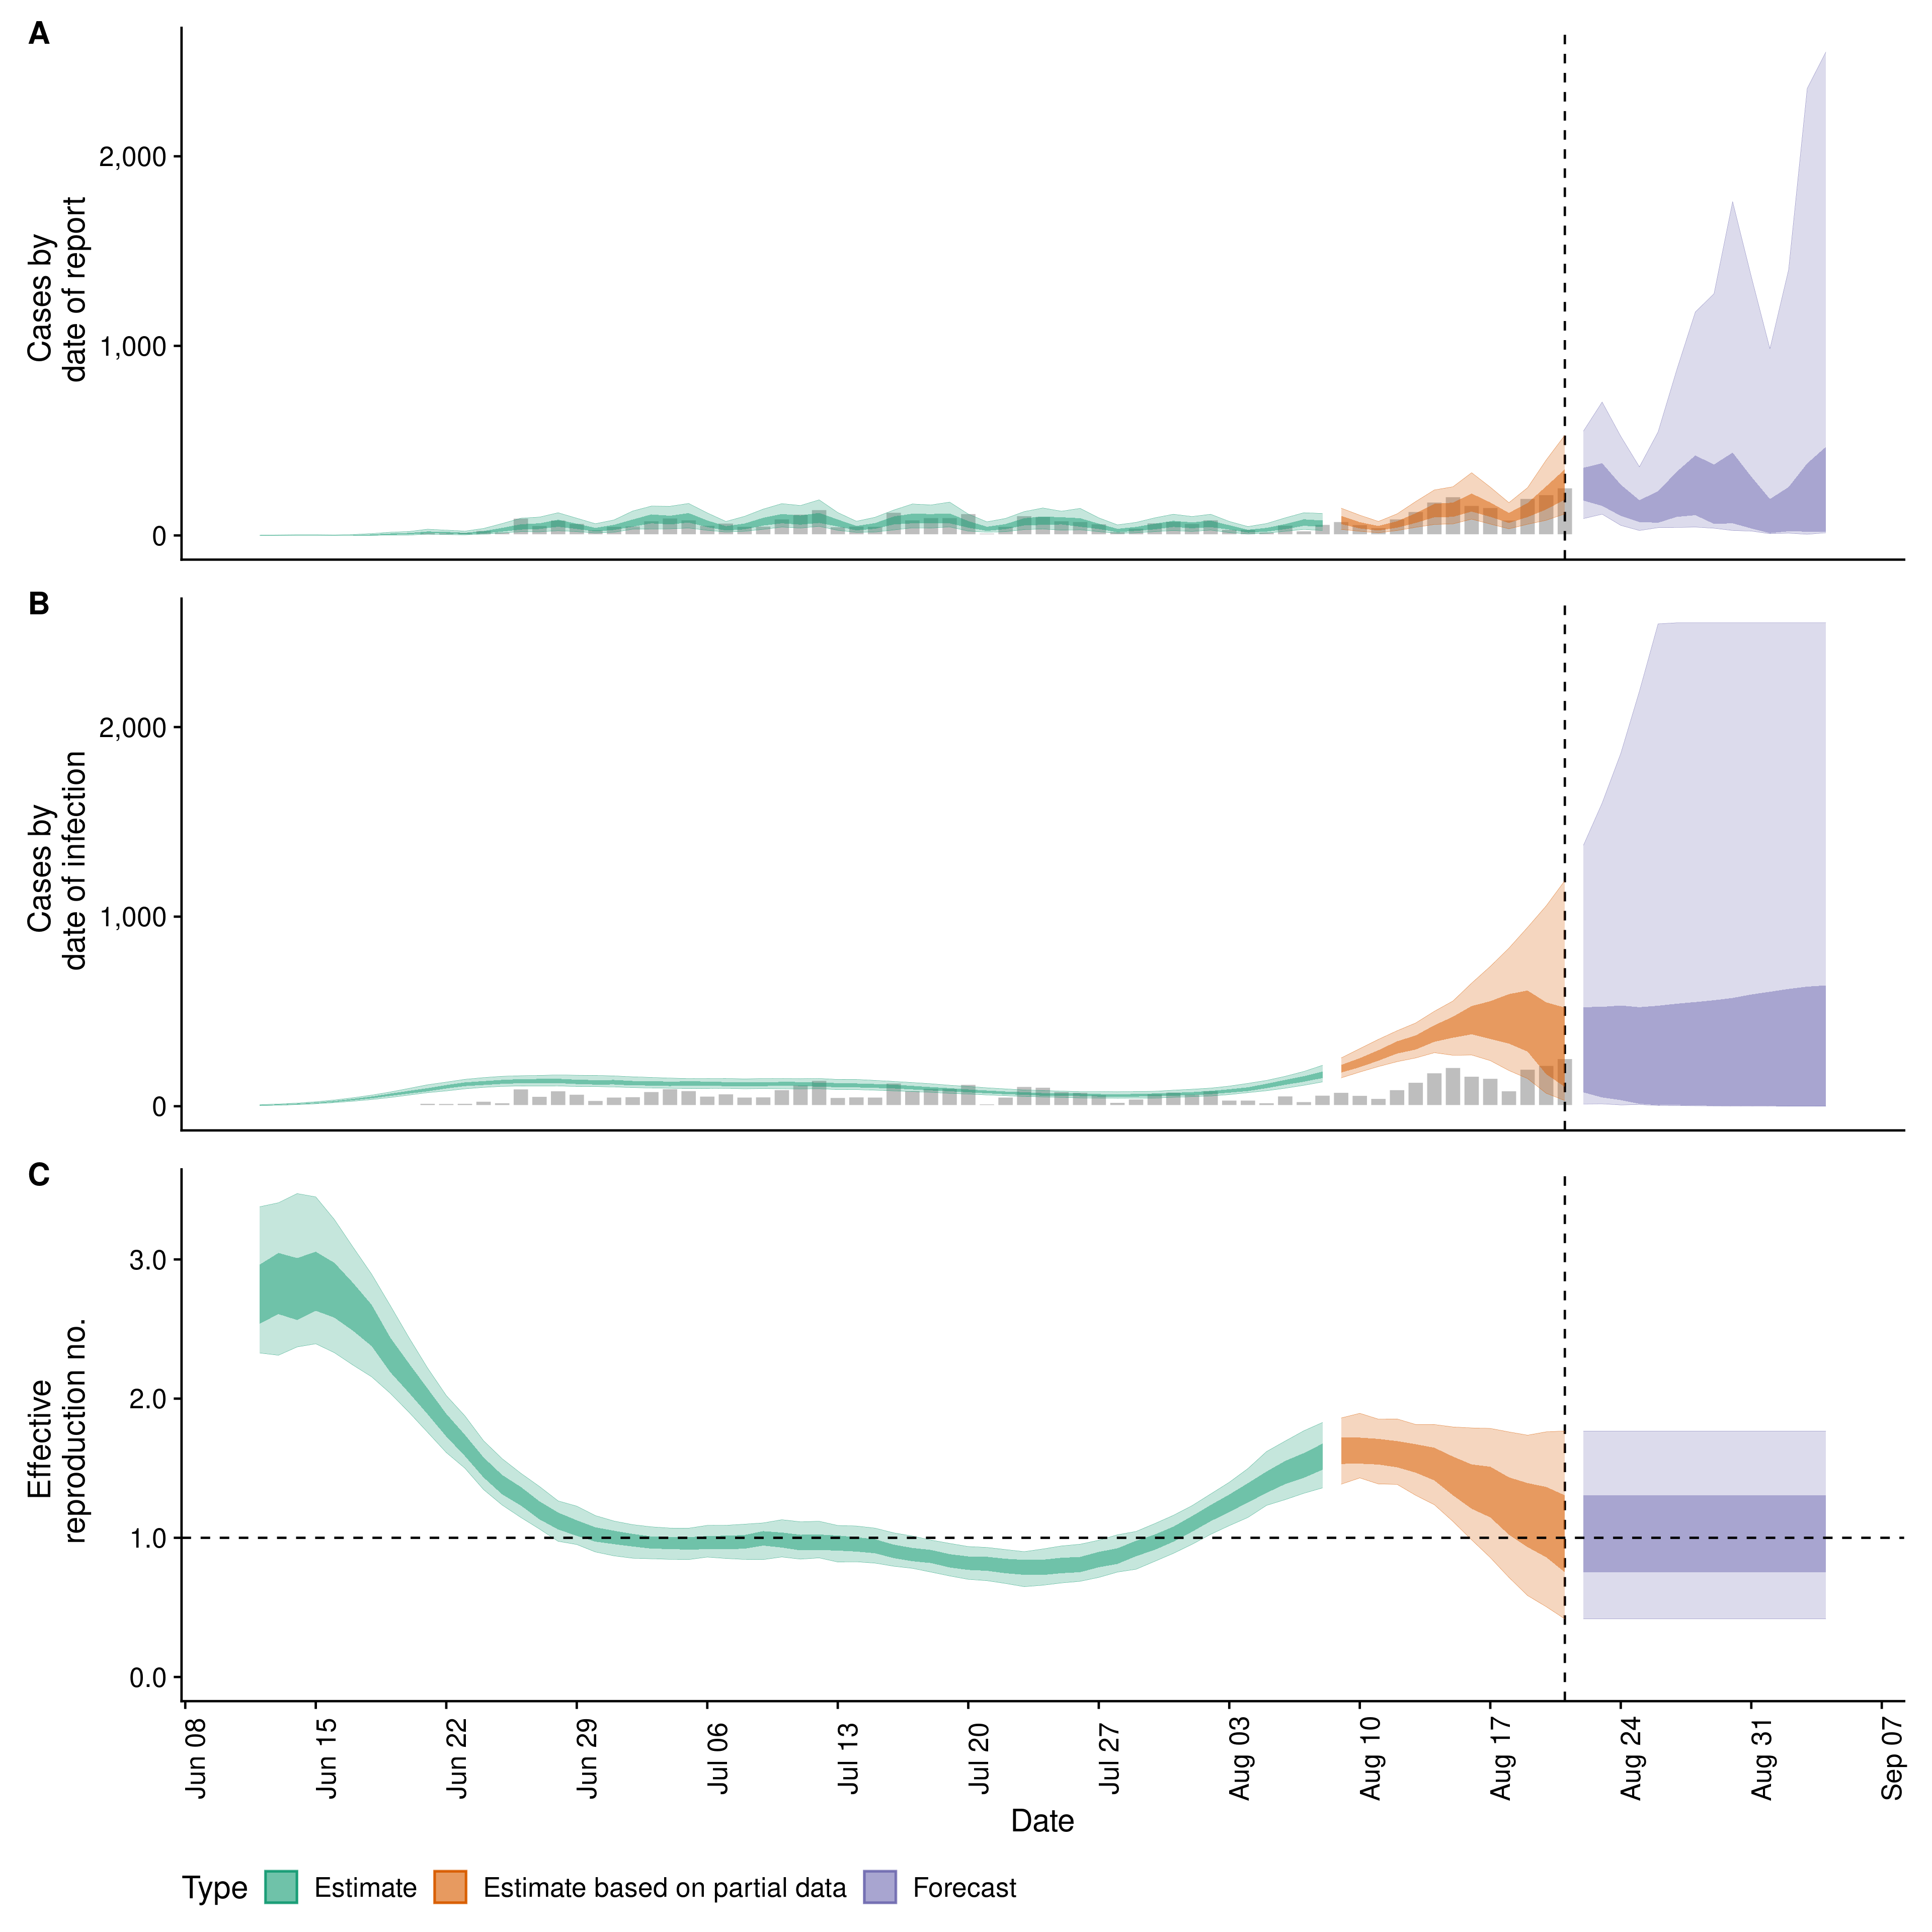 A
Cases by
date of report
2,000
1,000
0
B
Cases by
date of infection
2,000
1,000
0
C
Effective
reproduction no.
3.0
2.0
1.0
0.0
Jun 08
Jun 15
Jun 22
Jun 29
Jul 06
Jul 13
Jul 20
Jul 27
Aug 03
Aug 10
Aug 17
Aug 24
Aug 31
Sep 07
Date
Type Estimate Estimate based on partial data Forecast